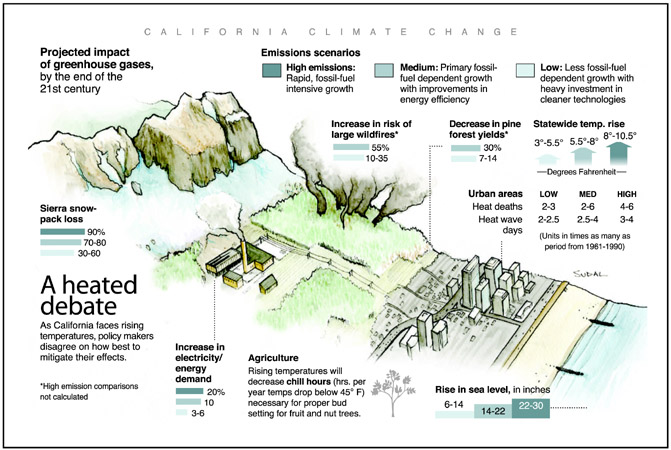 CALIFORNIA CLIMATE CHANGE
Projected impact
of greenhouse gases,
by the end of the
21st century
Emissions scenarios
High emissions:
Rapid, fossil-fuel
intensive growth
Medium: Primary fossil-
fuel dependent growth
with improvements in
energy efficiency
Low: Less fossil-fuel
dependent growth with
heavy investment in
cleaner technologies
Increase in risk of
large wildfires*
55%
10-35
Decrease in pine
forest yields*
30%
7-14
Statewide temp. rise
3°-5.5°
5.5°-8°
8°-10.5°
Degrees Fahrenheit
Urban areas LOW MED HIGH
Heat deaths 2-3 2-6 4-6
Heat wave 2-2.5 2.5-4 3-4
days
(Units in times as many as
period from 1961-1990)
Sierra snow-
pack loss
90%
70-80
30-60
SUDAL
A heated
debate
As California faces rising
temperatures, policy makers
disagree on how best to
mitigate their effects.
*High emission comparisons
not calculated
Increase in
electricity/
energy
demand
20%
10
3-6
Agriculture
Rising temperatures will
decrease chill hours (hrs. per
year temps drop below 45° F)
necessary for proper bud
setting for fruit and nut trees.
Rise in sea level, in inches
6-14
14-22
22-30